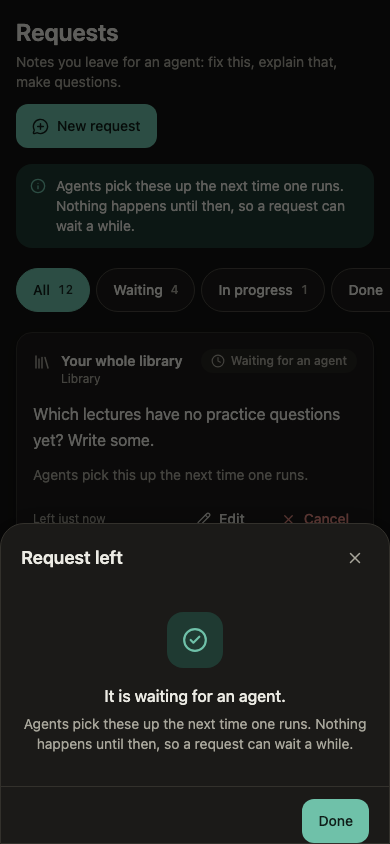 Requests
Notes you leave for an agent: fix this, explain that,
make questions.
New request
Agents pick these up the next time one runs.
Nothing happens until then, so a request can
wait a while.
All 12 Waiting 4 In progress 1 Done
Your whole library Waiting for an agent
Library
Which lectures have no practice questions
yet? Write some.
Agents pick this up the next time one runs.
Left just now Edit Cancel
Request left
It is waiting for an agent.
Agents pick these up the next time one runs. Nothing
happens until then, so a request can wait a while.
Done